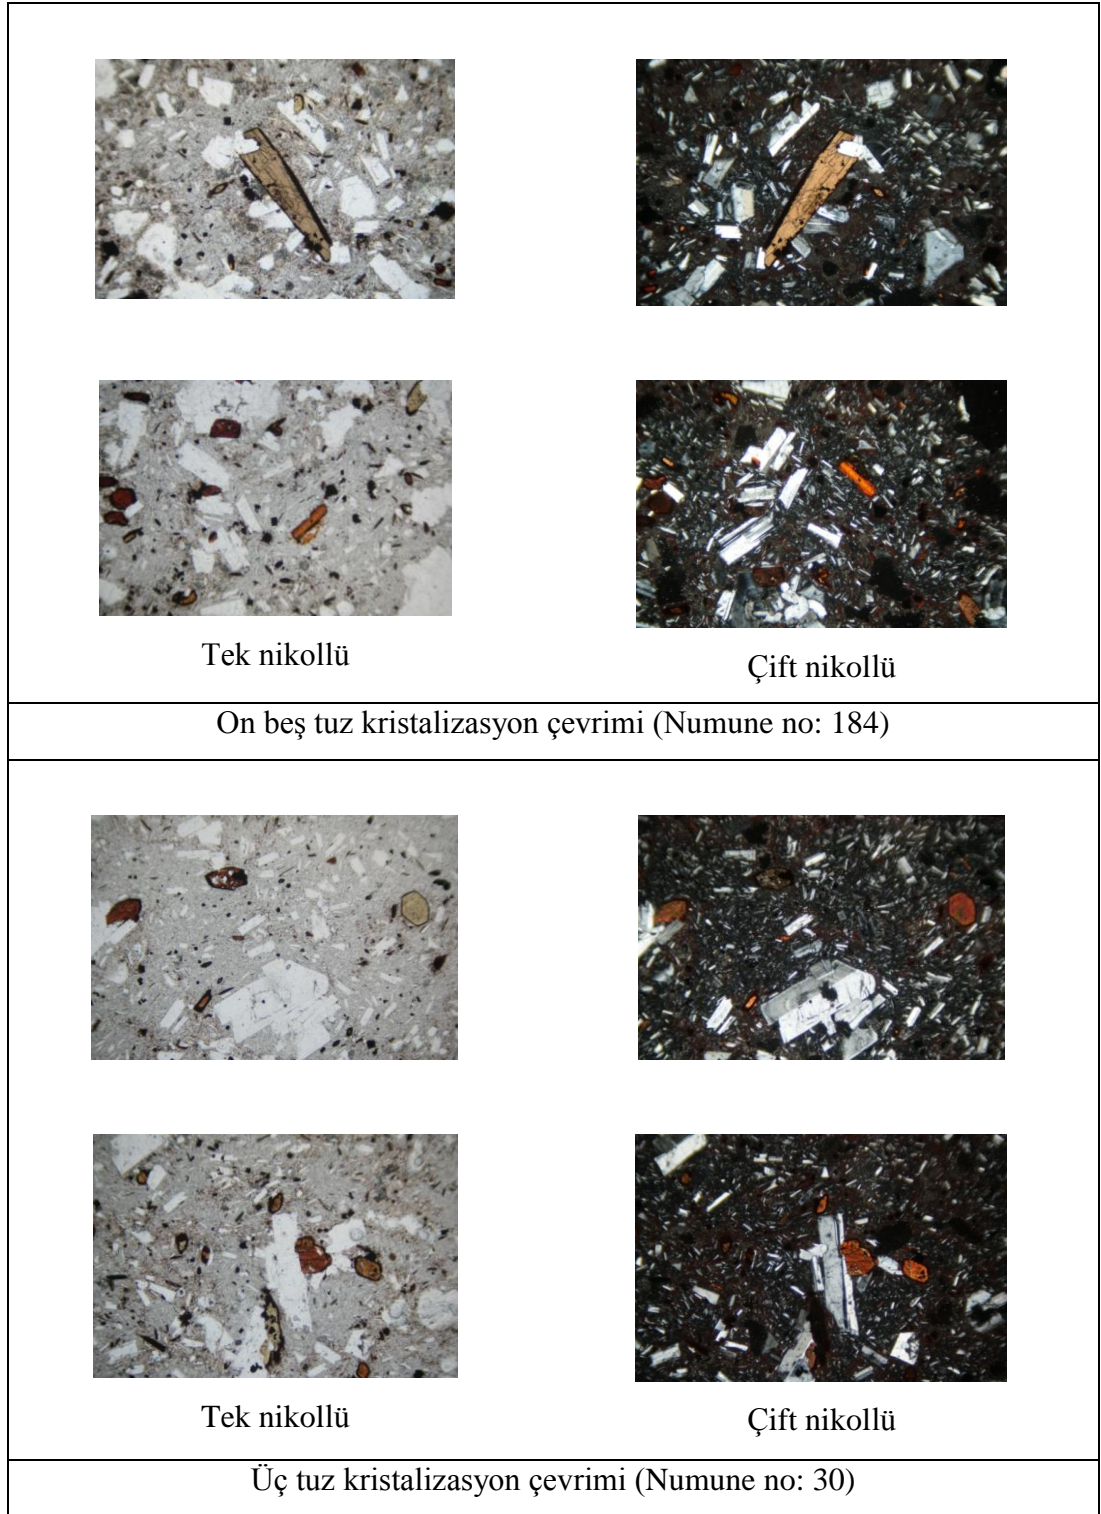 Tek nikollü
Çift nikollü
On beş tuz kristalizasyon çevrimi (Numune no: 184)
Tek nikollü
Çift nikollü
Üç tuz kristalizasyon çevrimi (Numune no: 30)